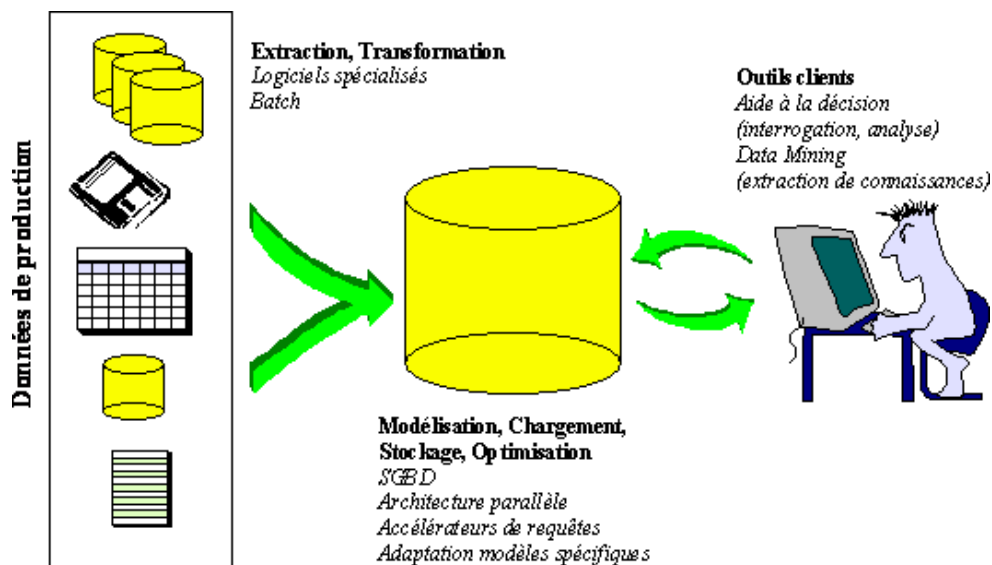 Données de production
Extraction, Transformation
Logiciels spécialisés
Batch
Outils clients
Aide à la décision
(interrogation, analyse)
Data Mining
(extraction de connaissances)
Modélisation, Chargement,
Stockage, Optimisation
SGBD
Architecture parallèle
Accélérateurs de requêtes
Adaptation modèles spécifiques